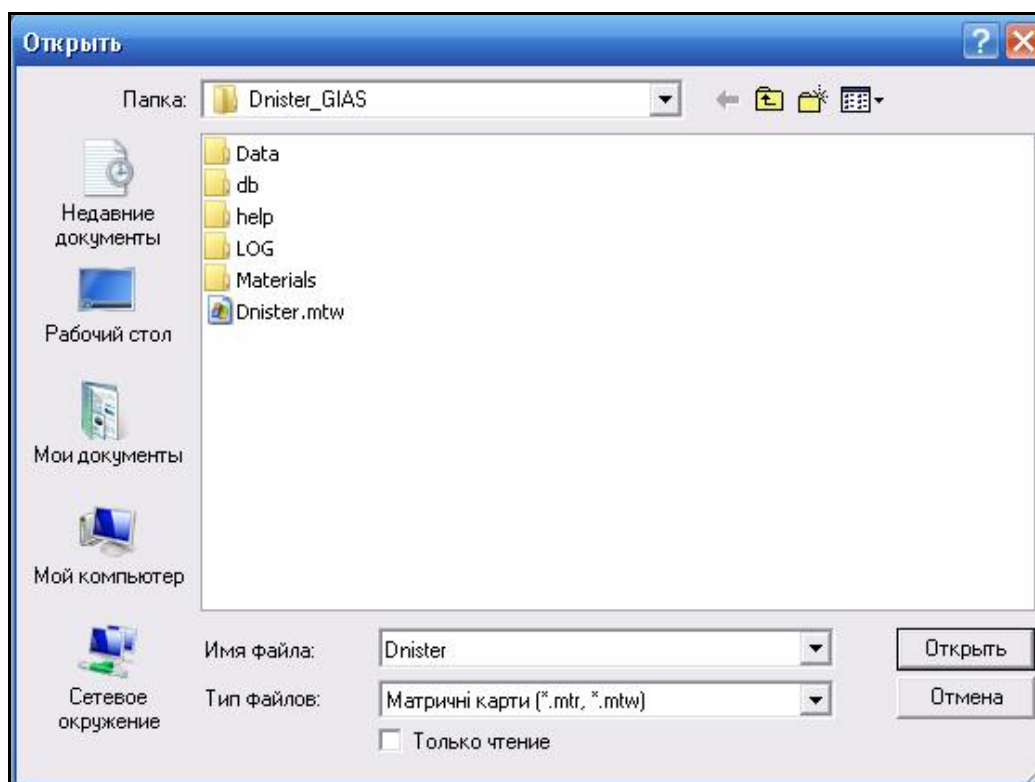 Открыть
Папка:
Dnister_GIAS
Data
db
help
LOG
Materials
Dnister.mtw
Недавние
документы
Рабочий стол
Мои документы
Мой компьютер
Сетевое
окружение
Имя файла:
Dnister
Открыть
Тип файлов:
Матричні карти (*.mtr, *.mtw)
Отмена
Только чтение